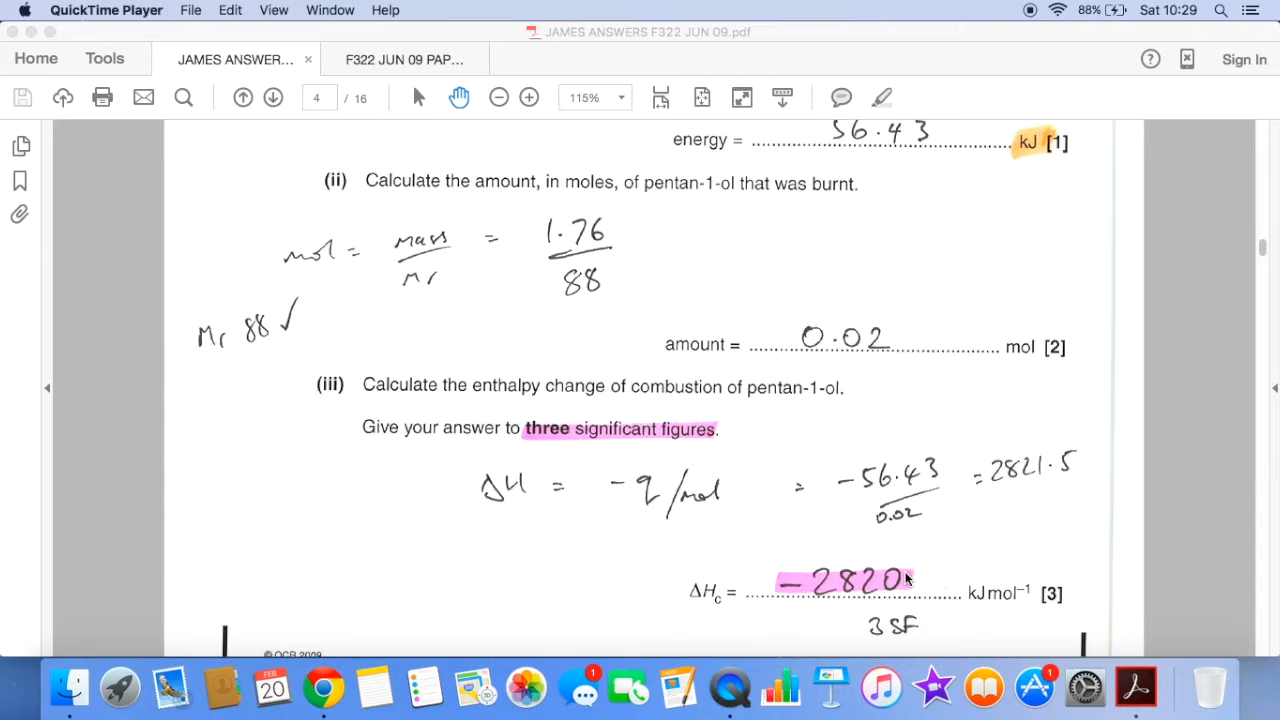 QuickTime Player File Edit View Window Help 88% Sat 10:29
JAMES ANSWERS F322 JUN 09.pdf
Home Tools JAMES ANSWER... × F322 JUN 09 PAP... Sign In
4 / 16 115%
energy = 56.43 kJ [1]
(ii) Calculate the amount, in moles, of pentan-1-ol that was burnt.
mol = mass / Mr = 1.76 / 88
Mr 88 ✓
amount = 0.02 mol [2]
(iii) Calculate the enthalpy change of combustion of pentan-1-ol.
Give your answer to three significant figures.
ΔH = -q/mol = -56.43 / 0.02 = 2821.5
ΔHc = -2820 kJ mol⁻¹ [3]
3 SF
© OCR 2009
FEB
20
1
1